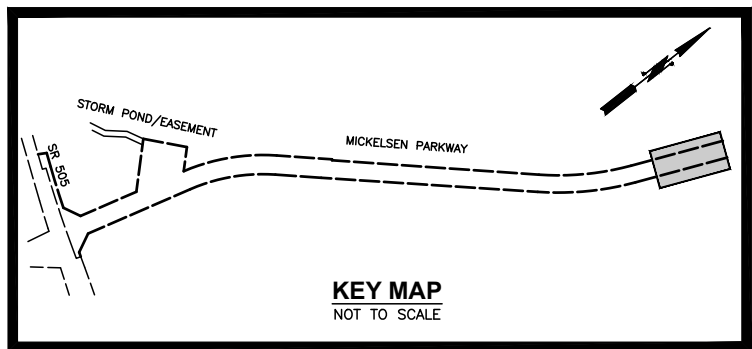 STORM POND/EASEMENT
MICKELSEN PARKWAY
SR 505
KEY MAP
NOT TO SCALE